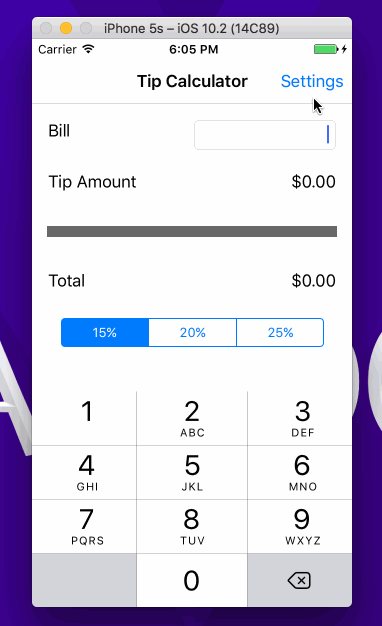 iPhone 5s – iOS 10.2 (14C89)
Carrier 6:05 PM
Tip Calculator Settings
Bill
Tip Amount $0.00
Total $0.00
15% 20% 25%
1 2 3
ABC DEF
4 5 6
GHI JKL MNO
7 8 9
PQRS TUV WXYZ
0